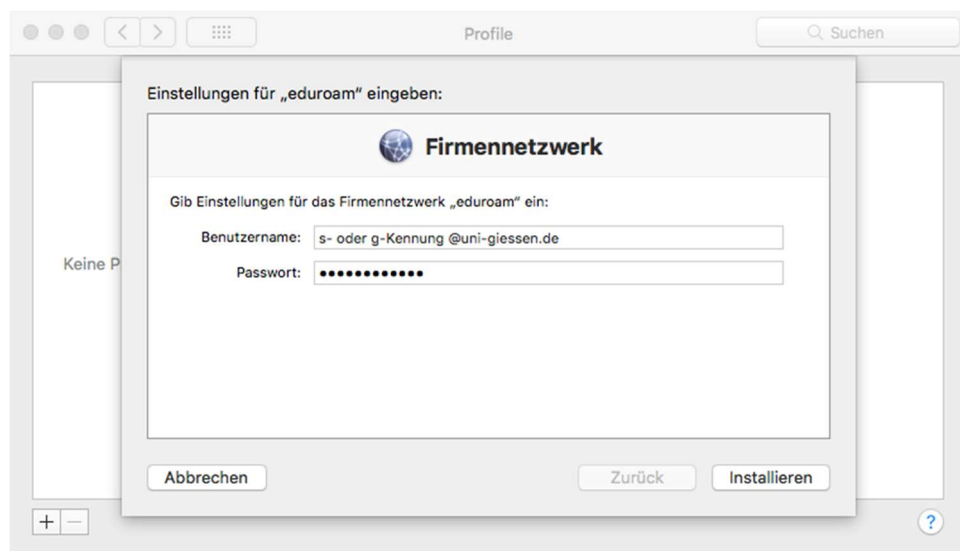 Profile
Suchen
Einstellungen für „eduroam“ eingeben:
Firmennetzwerk
Gib Einstellungen für das Firmennetzwerk „eduroam“ ein:
Benutzername: s- oder g-Kennung @uni-giessen.de
Passwort: ••••••••••••
Keine P
Abbrechen
Zurück
Installieren
+
−
?